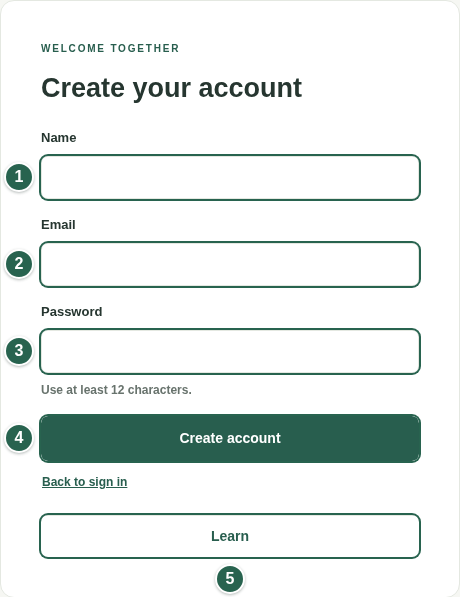 WELCOME TOGETHER
Create your account
Name
1
Email
2
Password
3
Use at least 12 characters.
4
Create account
Back to sign in
Learn
5